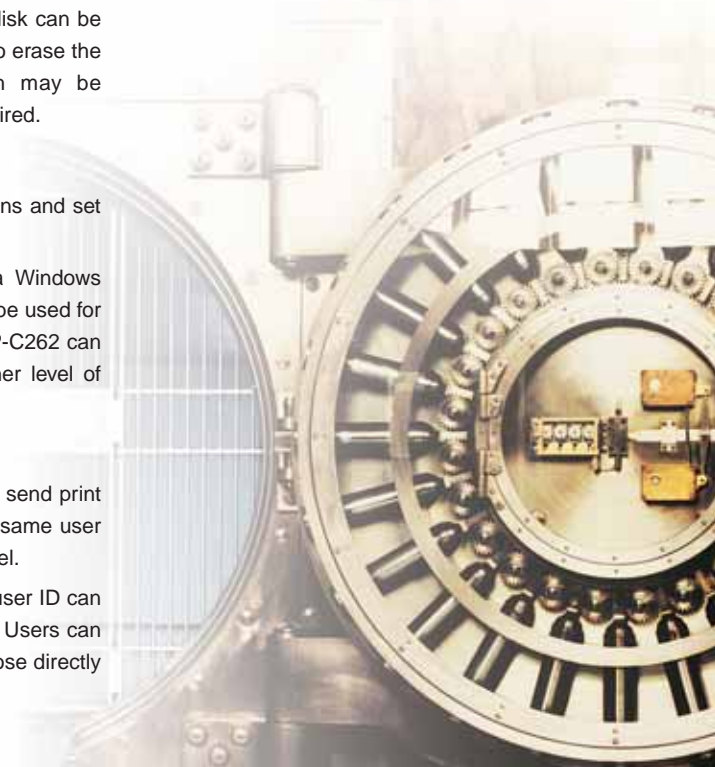 disk can be
o erase the
n may be
ired.
ns and set
a Windows
be used for
P-C262 can
her level of
send print
same user
el.
user ID can
Users can
ose directly